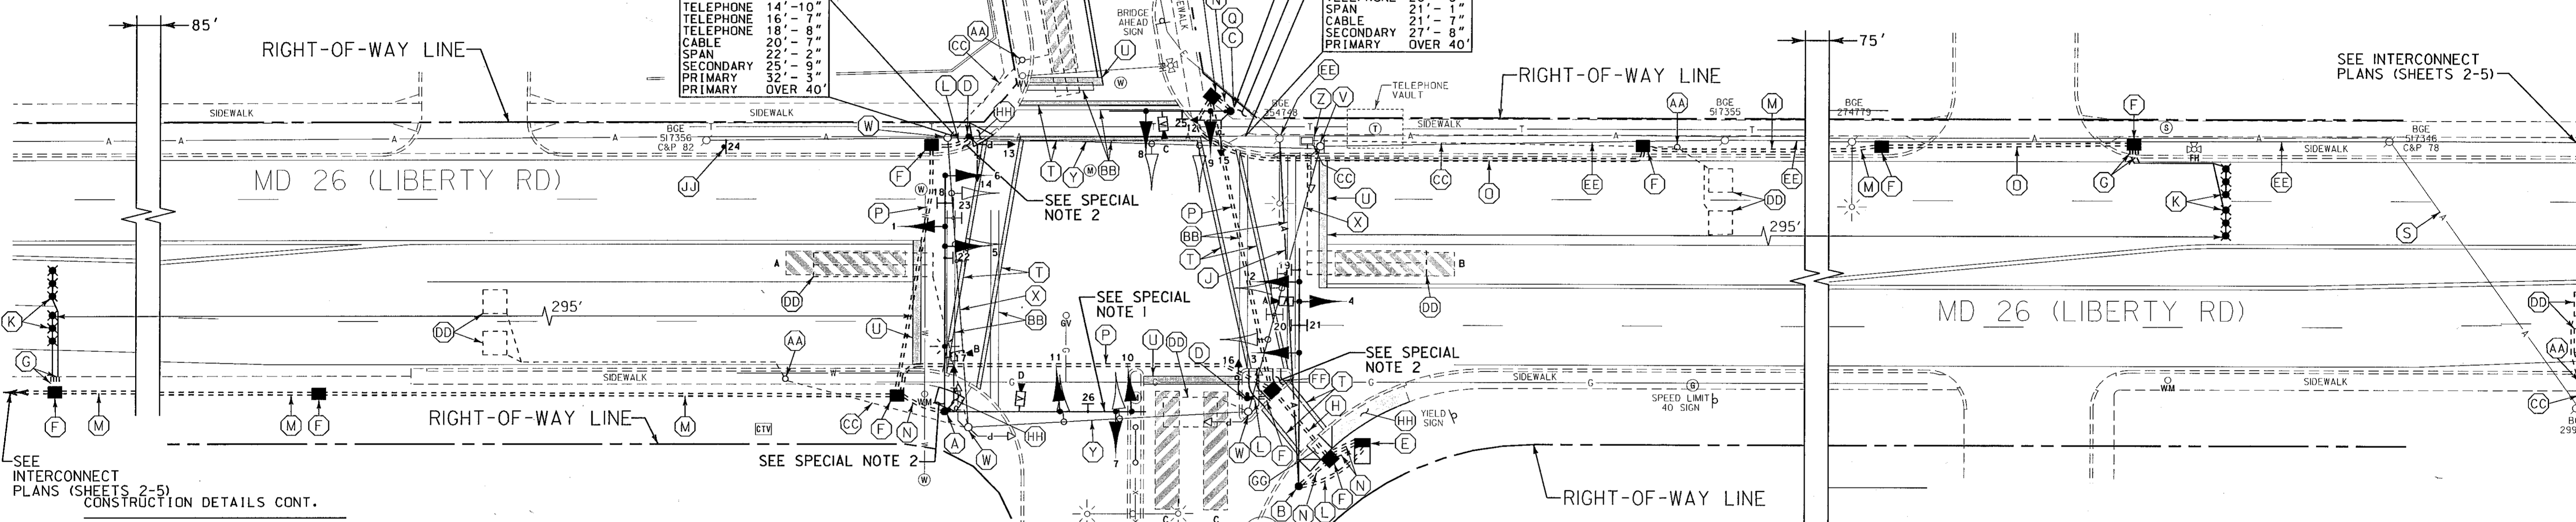 85'
RIGHT-OF-WAY LINE
TELEPHONE 14'-10"
TELEPHONE 16'- 7"
TELEPHONE 18'- 8"
CABLE 20'- 7"
SPAN 22'- 2"
SECONDARY 25'- 9"
PRIMARY 32'- 3"
PRIMARY OVER 40'
BRIDGE
AHEAD
SIGN
SPAN 21'- 1"
CABLE 21'- 7"
SECONDARY 27'- 8"
PRIMARY OVER 40'
RIGHT-OF-WAY LINE
75'
SEE INTERCONNECT
PLANS (SHEETS 2-5)
TELEPHONE
VAULT
SIDEWALK
SIDEWALK
SIDEWALK
SIDEWALK
BGE
517356
C&P 82
BGE
354748
BGE
517355
BGE
274779
BGE
517346
C&P 78
MD 26 (LIBERTY RD)
SEE SPECIAL
NOTE 2
295'
295'
SEE SPECIAL
NOTE 1
MD 26 (LIBERTY RD)
SEE SPECIAL
NOTE 2
SIDEWALK
SIDEWALK
SIDEWALK
SPEED LIMIT
40 SIGN
YIELD
SIGN
WM
WM
GV
FH
CTV
RIGHT-OF-WAY LINE
SEE SPECIAL NOTE 2
RIGHT-OF-WAY LINE
SEE
INTERCONNECT
PLANS (SHEETS 2-5)
CONSTRUCTION DETAILS CONT.